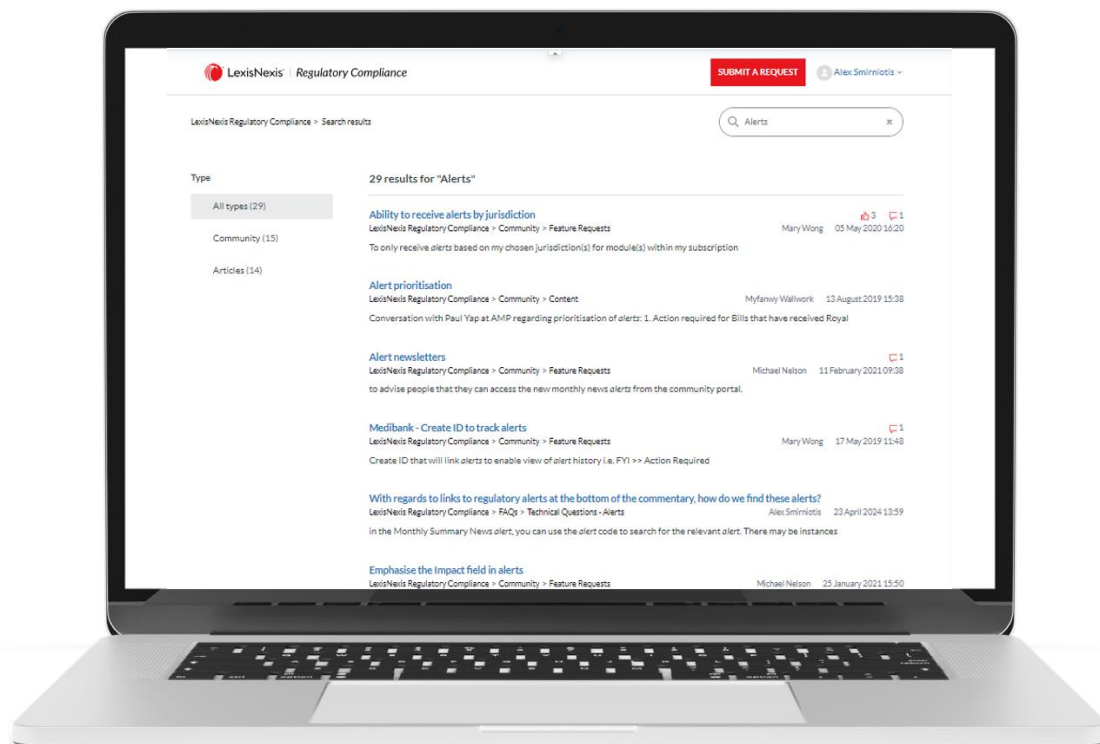 LexisNexis® | Regulatory Compliance
SUBMIT A REQUEST
Alex Smirniotis
LexisNexis Regulatory Compliance > Search results
Alerts
Type
All types (29)
Community (15)
Articles (14)
29 results for "Alerts"
Ability to receive alerts by jurisdiction
3 1
LexisNexis Regulatory Compliance > Community > Feature Requests
Mary Wong 05 May 2020 16:20
To only receive alerts based on my chosen jurisdiction(s) for module(s) within my subscription
Alert prioritisation
LexisNexis Regulatory Compliance > Community > Content
Myfanwy Wallwork 13 August 2019 15:38
Conversation with Paul Yap at AMP regarding prioritisation of alerts: 1. Action required for Bills that have received Royal
Alert newsletters
1
LexisNexis Regulatory Compliance > Community > Feature Requests
Michael Nelson 11 February 2021 09:38
to advise people that they can access the new monthly news alerts from the community portal.
Medibank - Create ID to track alerts
1
LexisNexis Regulatory Compliance > Community > Feature Requests
Mary Wong 17 May 2019 11:48
Create ID that will link alerts to enable view of alert history i.e. FYI >> Action Required
With regards to links to regulatory alerts at the bottom of the commentary, how do we find these alerts?
LexisNexis Regulatory Compliance > FAQs > Technical Questions - Alerts
Alex Smirniotis 23 April 2024 13:59
in the Monthly Summary News alert, you can use the alert code to search for the relevant alert. There may be instances
Emphasise the Impact field in alerts
LexisNexis Regulatory Compliance > Community > Feature Requests
Michael Nelson 25 January 2021 15:50
option
option